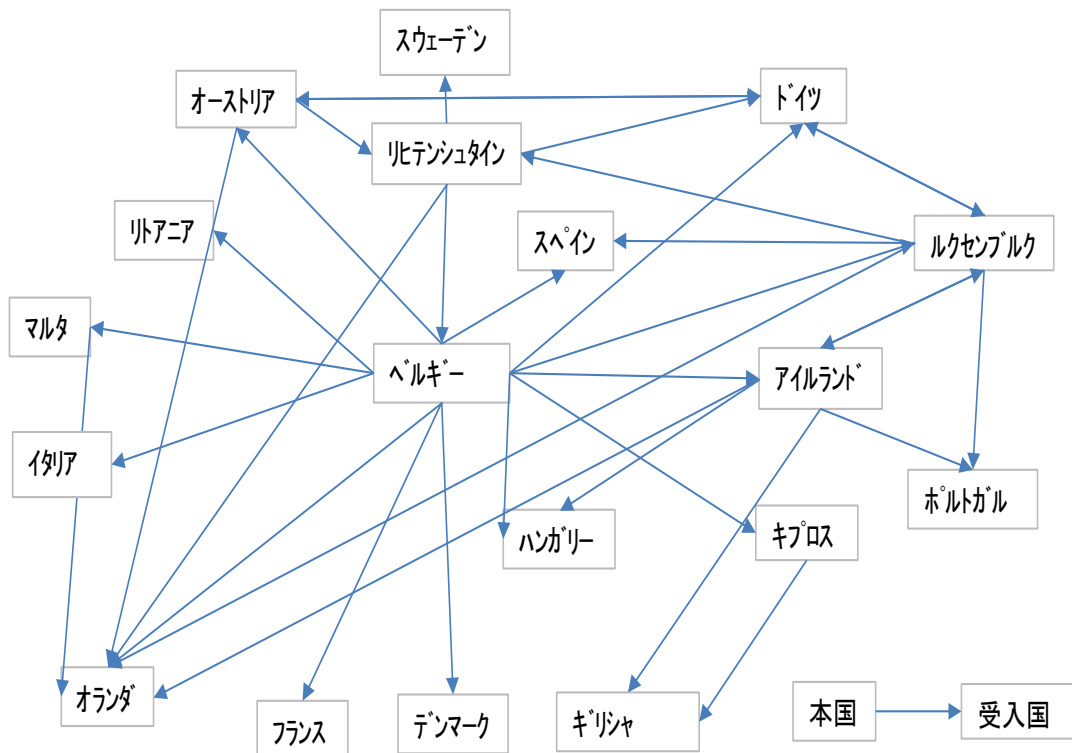 スウェーデン
オーストリア
ドイツ
リヒテンシュタイン
リトアニア
スペイン
ルクセンブルク
マルタ
ベルギー
アイルランド
イタリア
ポルトガル
ハンガリー
キプロス
オランダ
フランス
デンマーク
ギリシャ
本国
受入国